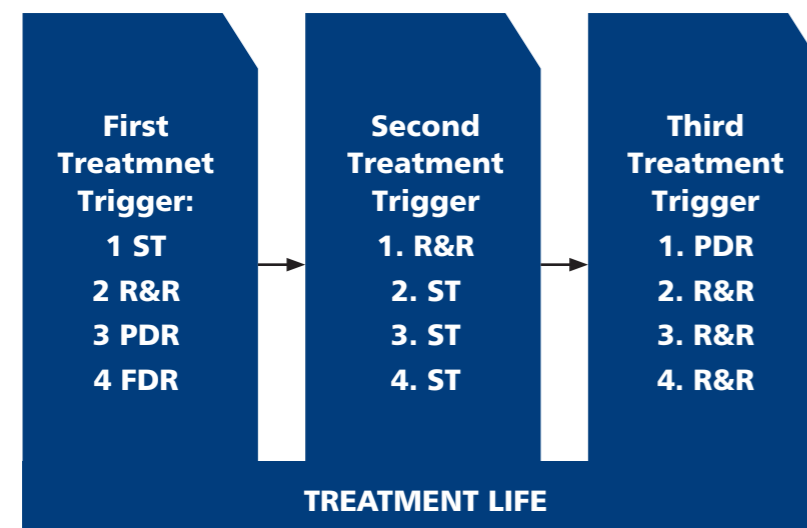 First
Treatmnet
Trigger:
1 ST
2 R&R
3 PDR
4 FDR
Second
Treatment
Trigger
1. R&R
2. ST
3. ST
4. ST
Third
Treatment
Trigger
1. PDR
2. R&R
3. R&R
4. R&R
TREATMENT LIFE